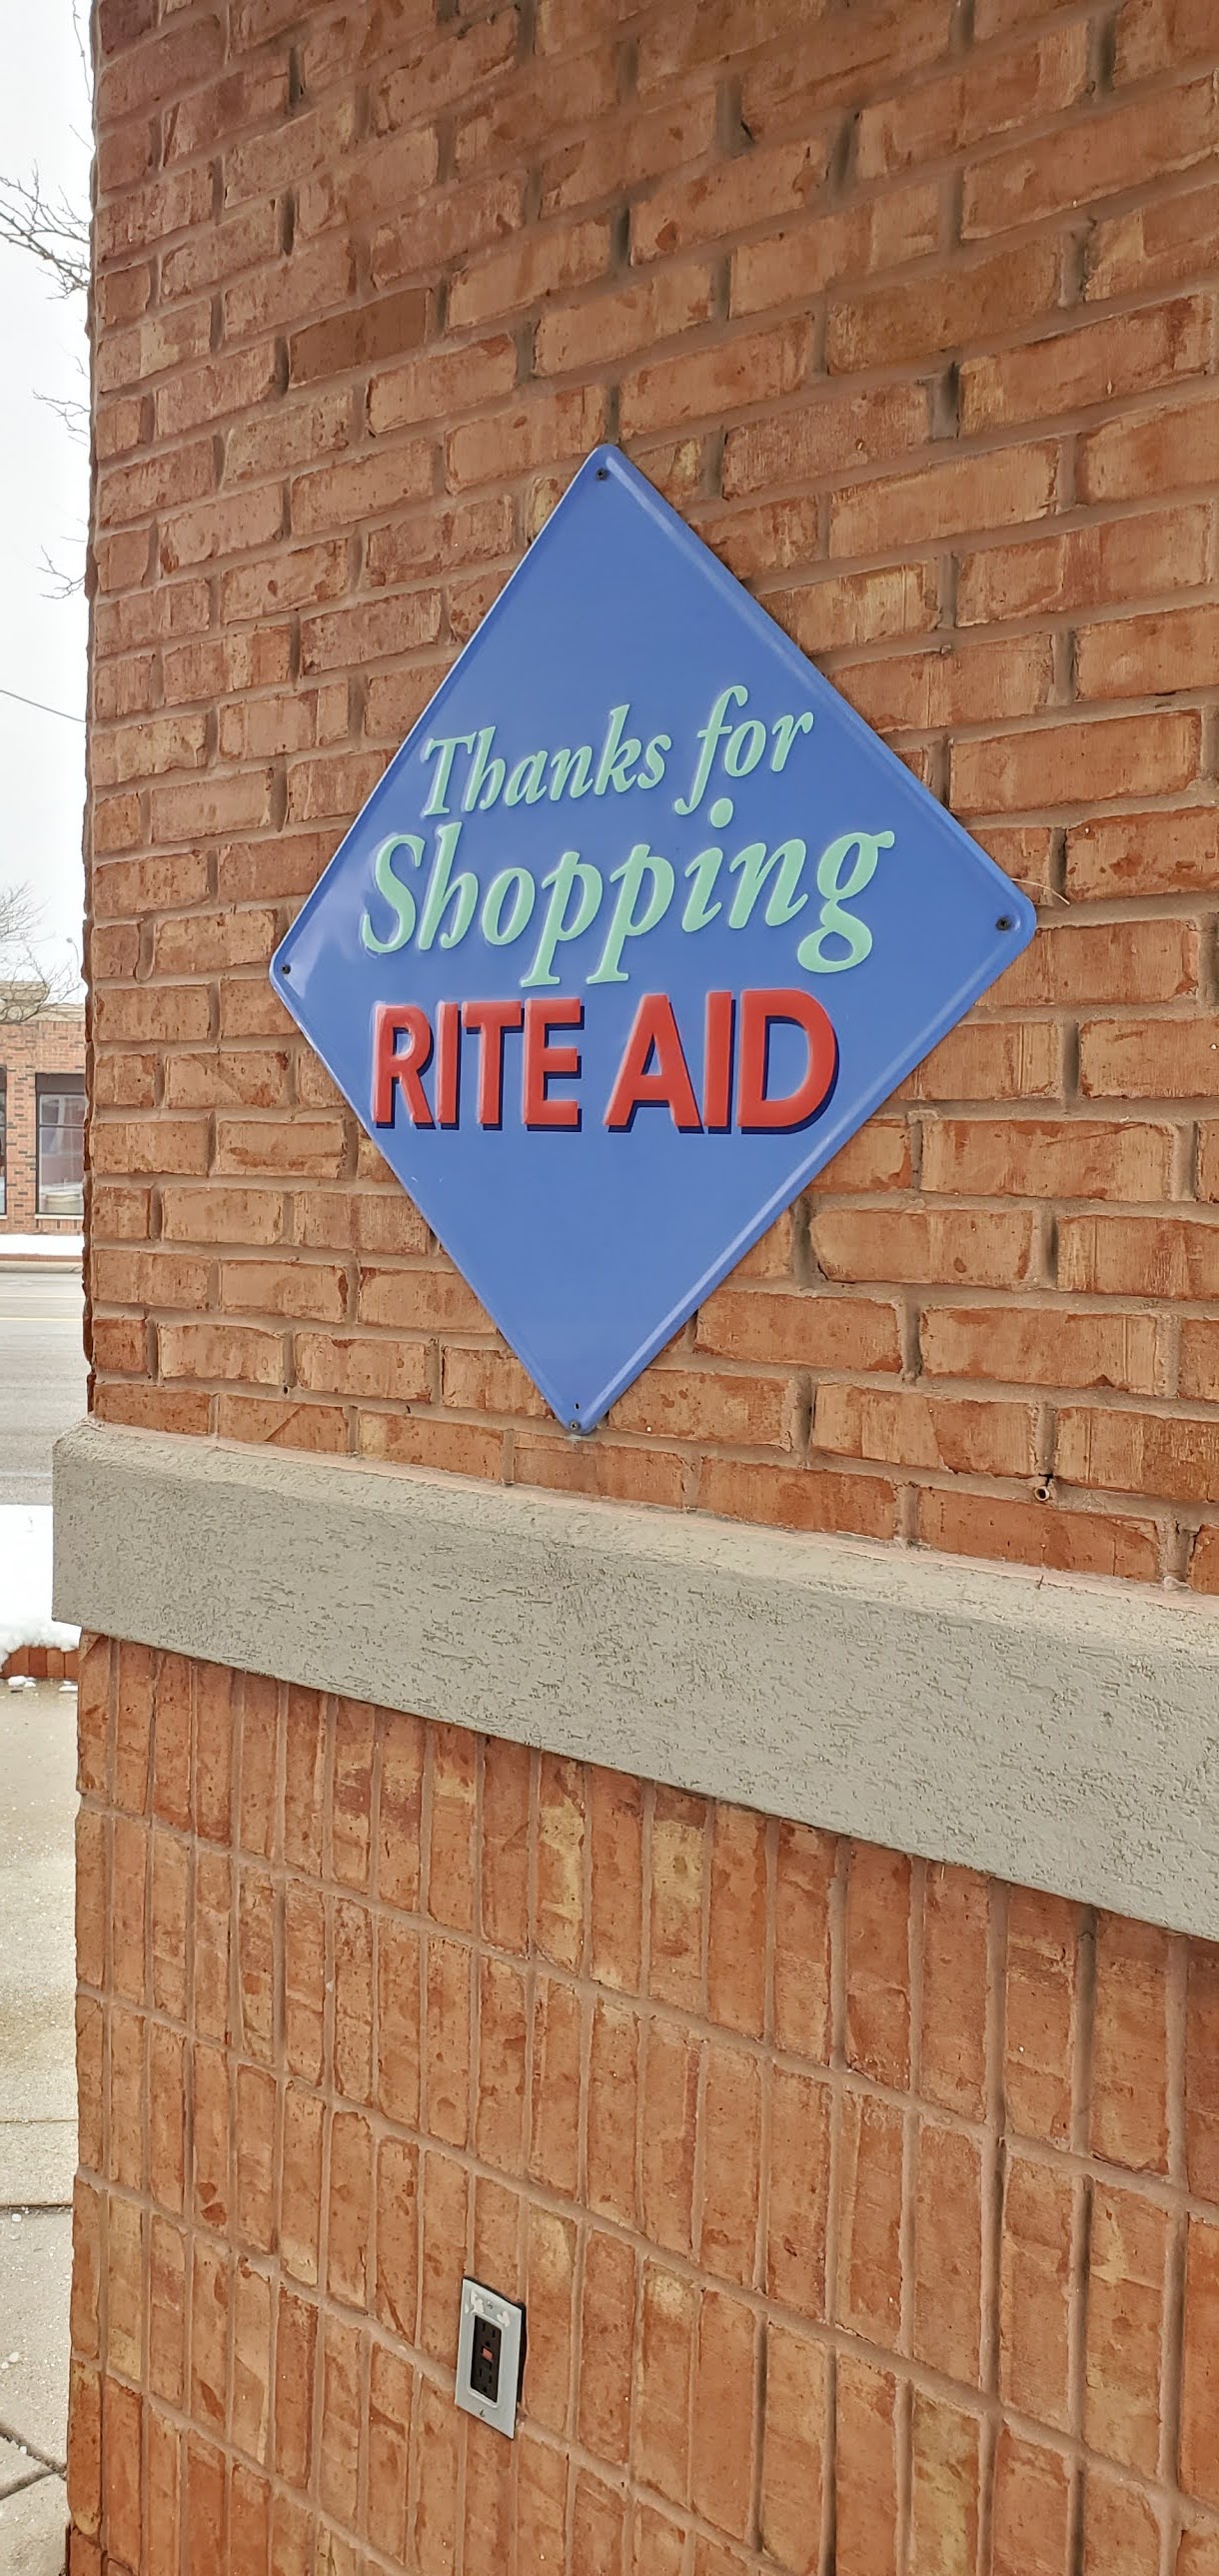 Thanks for
Shopping
RITE AID